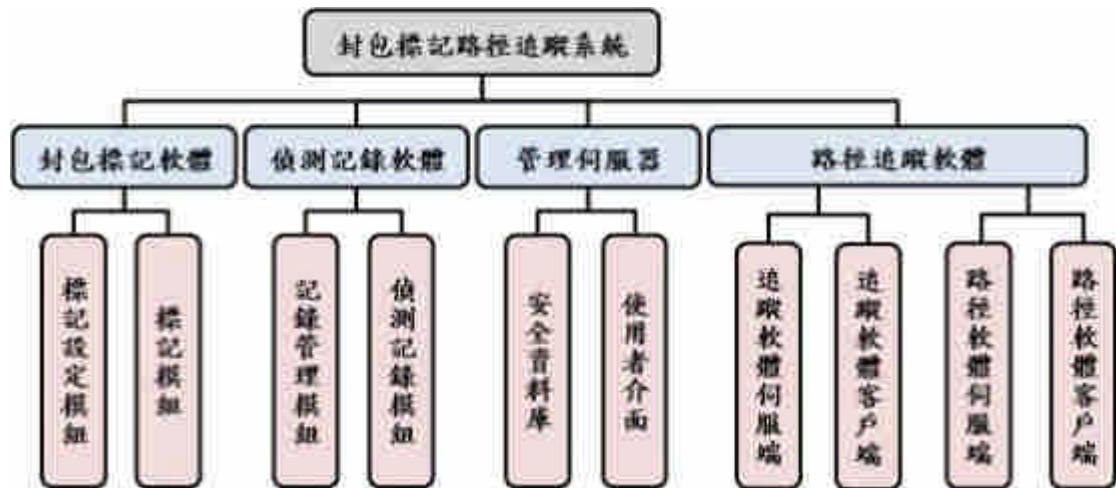 封包標記路徑追蹤系統
封包標記軟體
偵測記錄軟體
管理伺服器
路徑追蹤軟體
標記設定模組
標記模組
記錄管理模組
偵測記錄模組
安全資料庫
使用者介面
追蹤軟體伺服端
追蹤軟體客戶端
路徑軟體伺服端
路徑軟體客戶端